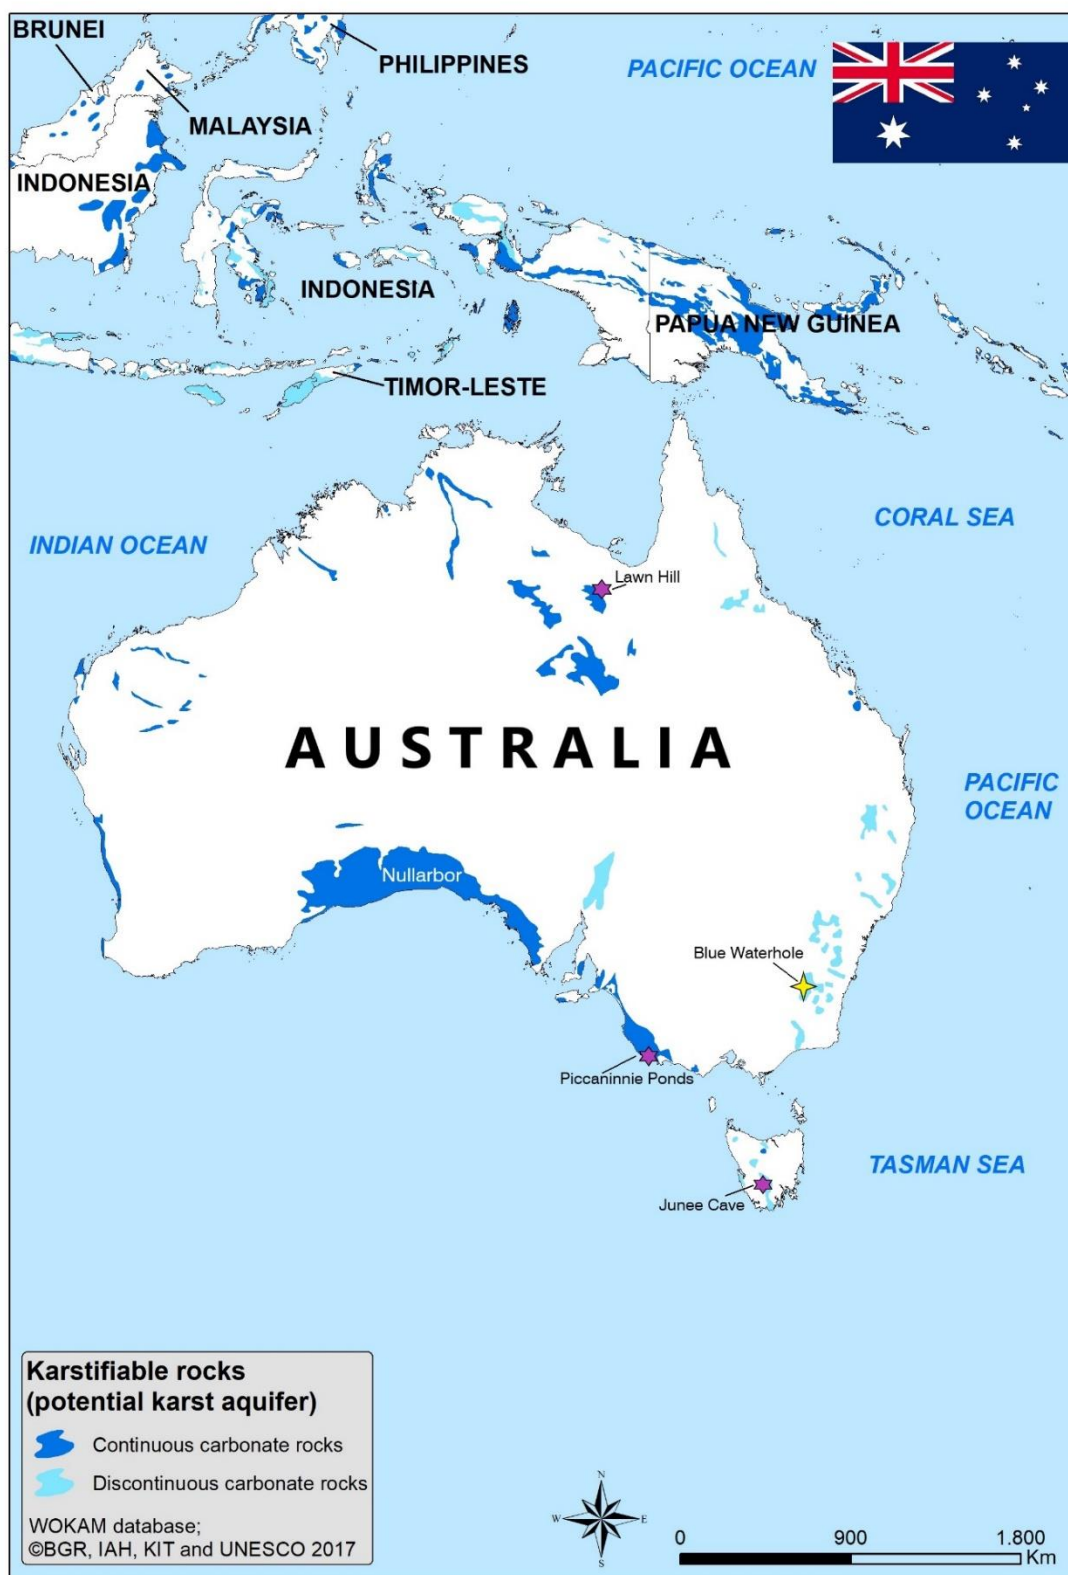 BRUNEI
PHILIPPINES
PACIFIC OCEAN
MALAYSIA
INDONESIA
INDONESIA
PAPUA NEW GUINEA
TIMOR-LESTE
INDIAN OCEAN
CORAL SEA
Lawn Hill
AUSTRALIA
PACIFIC
OCEAN
Nullarbor
Blue Waterhole
Piccaninnie Ponds
TASMAN SEA
Junee Cave
Karstifiable rocks
(potential karst aquifer)
Continuous carbonate rocks
Discontinuous carbonate rocks
WOKAM database;
©BGR, IAH, KIT and UNESCO 2017
N
W
E
S
0 900 1.800
Km